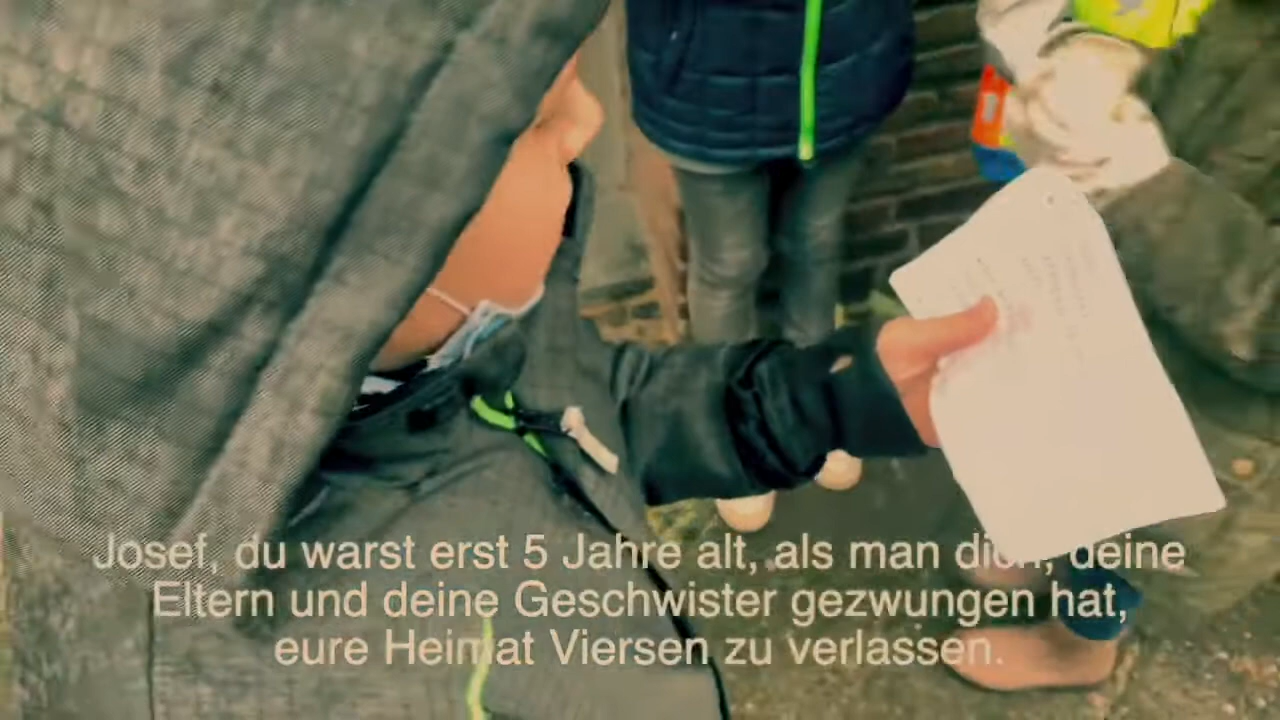 Josef, du warst erst 5 Jahre alt, als man dich, deine
Eltern und deine Geschwister gezwungen hat,
eure Heimat Viersen zu verlassen.